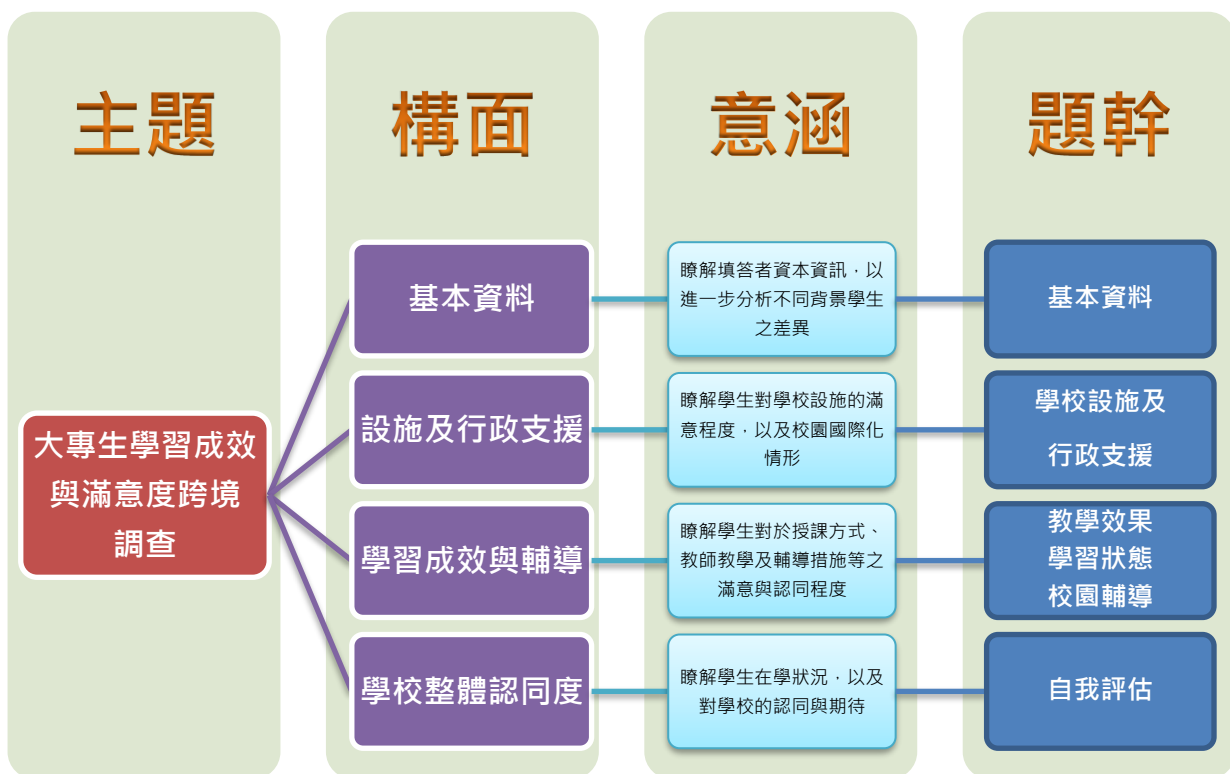 主題
構面
意涵
題幹
大專生學習成效
與滿意度跨境
調查
基本資料
瞭解填答者資本資訊，以
進一步分析不同背景學生
之差異
基本資料
設施及行政支援
瞭解學生對學校設施的滿
意程度，以及校園國際化
情形
學校設施及
行政支援
學習成效與輔導
瞭解學生對於授課方式、
教師教學及輔導措施等之
滿意與認同程度
教學效果
學習狀態
校園輔導
學校整體認同度
瞭解學生在學狀況，以及
對學校的認同與期待
自我評估